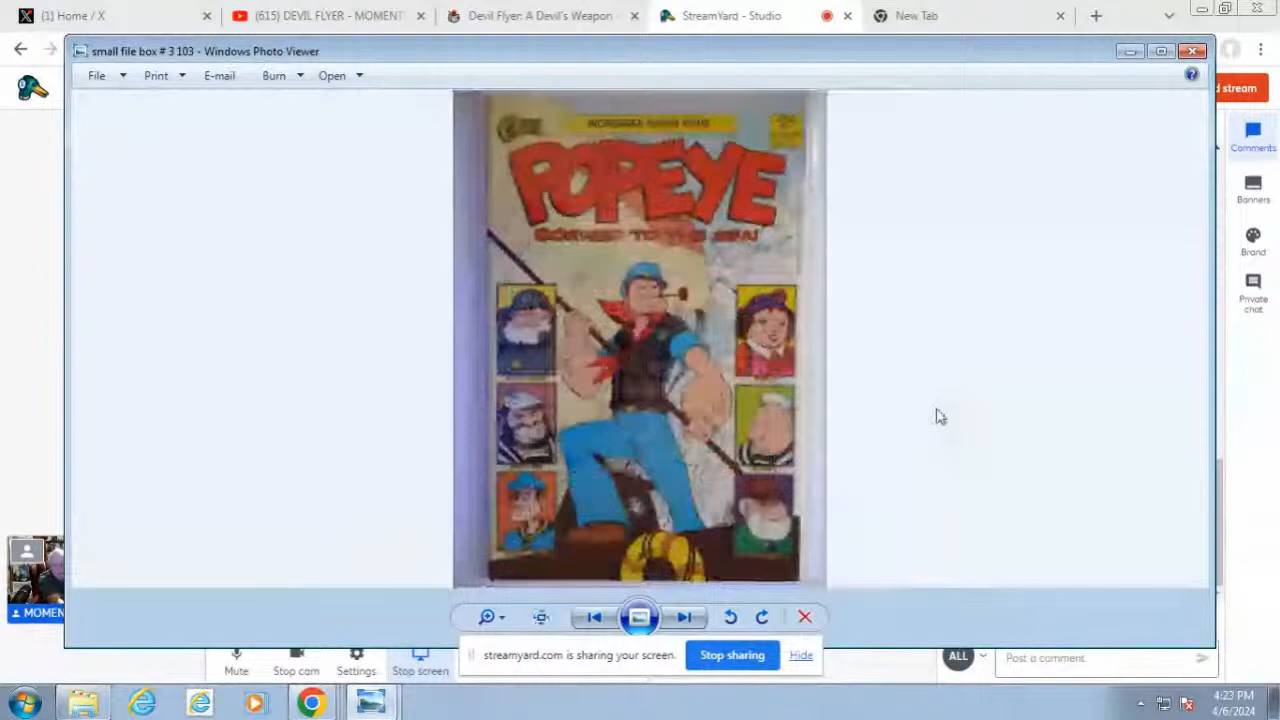 (1) Home / X
(615) DEVIL FLYER - MOMENT
Devil Flyer: A Devil's Weapon
StreamYard - Studio
New Tab
small file box # 3 103 - Windows Photo Viewer
File
Print
E-mail
Burn
Open
d stream
POPEYE
Comments
Banners
Brand
Private
chat
MOMEN
streamyard.com is sharing your screen.
Stop sharing
Hide
Mute
Stop cam
Settings
Stop screen
ALL
Post a comment
4:23 PM
4/6/2024